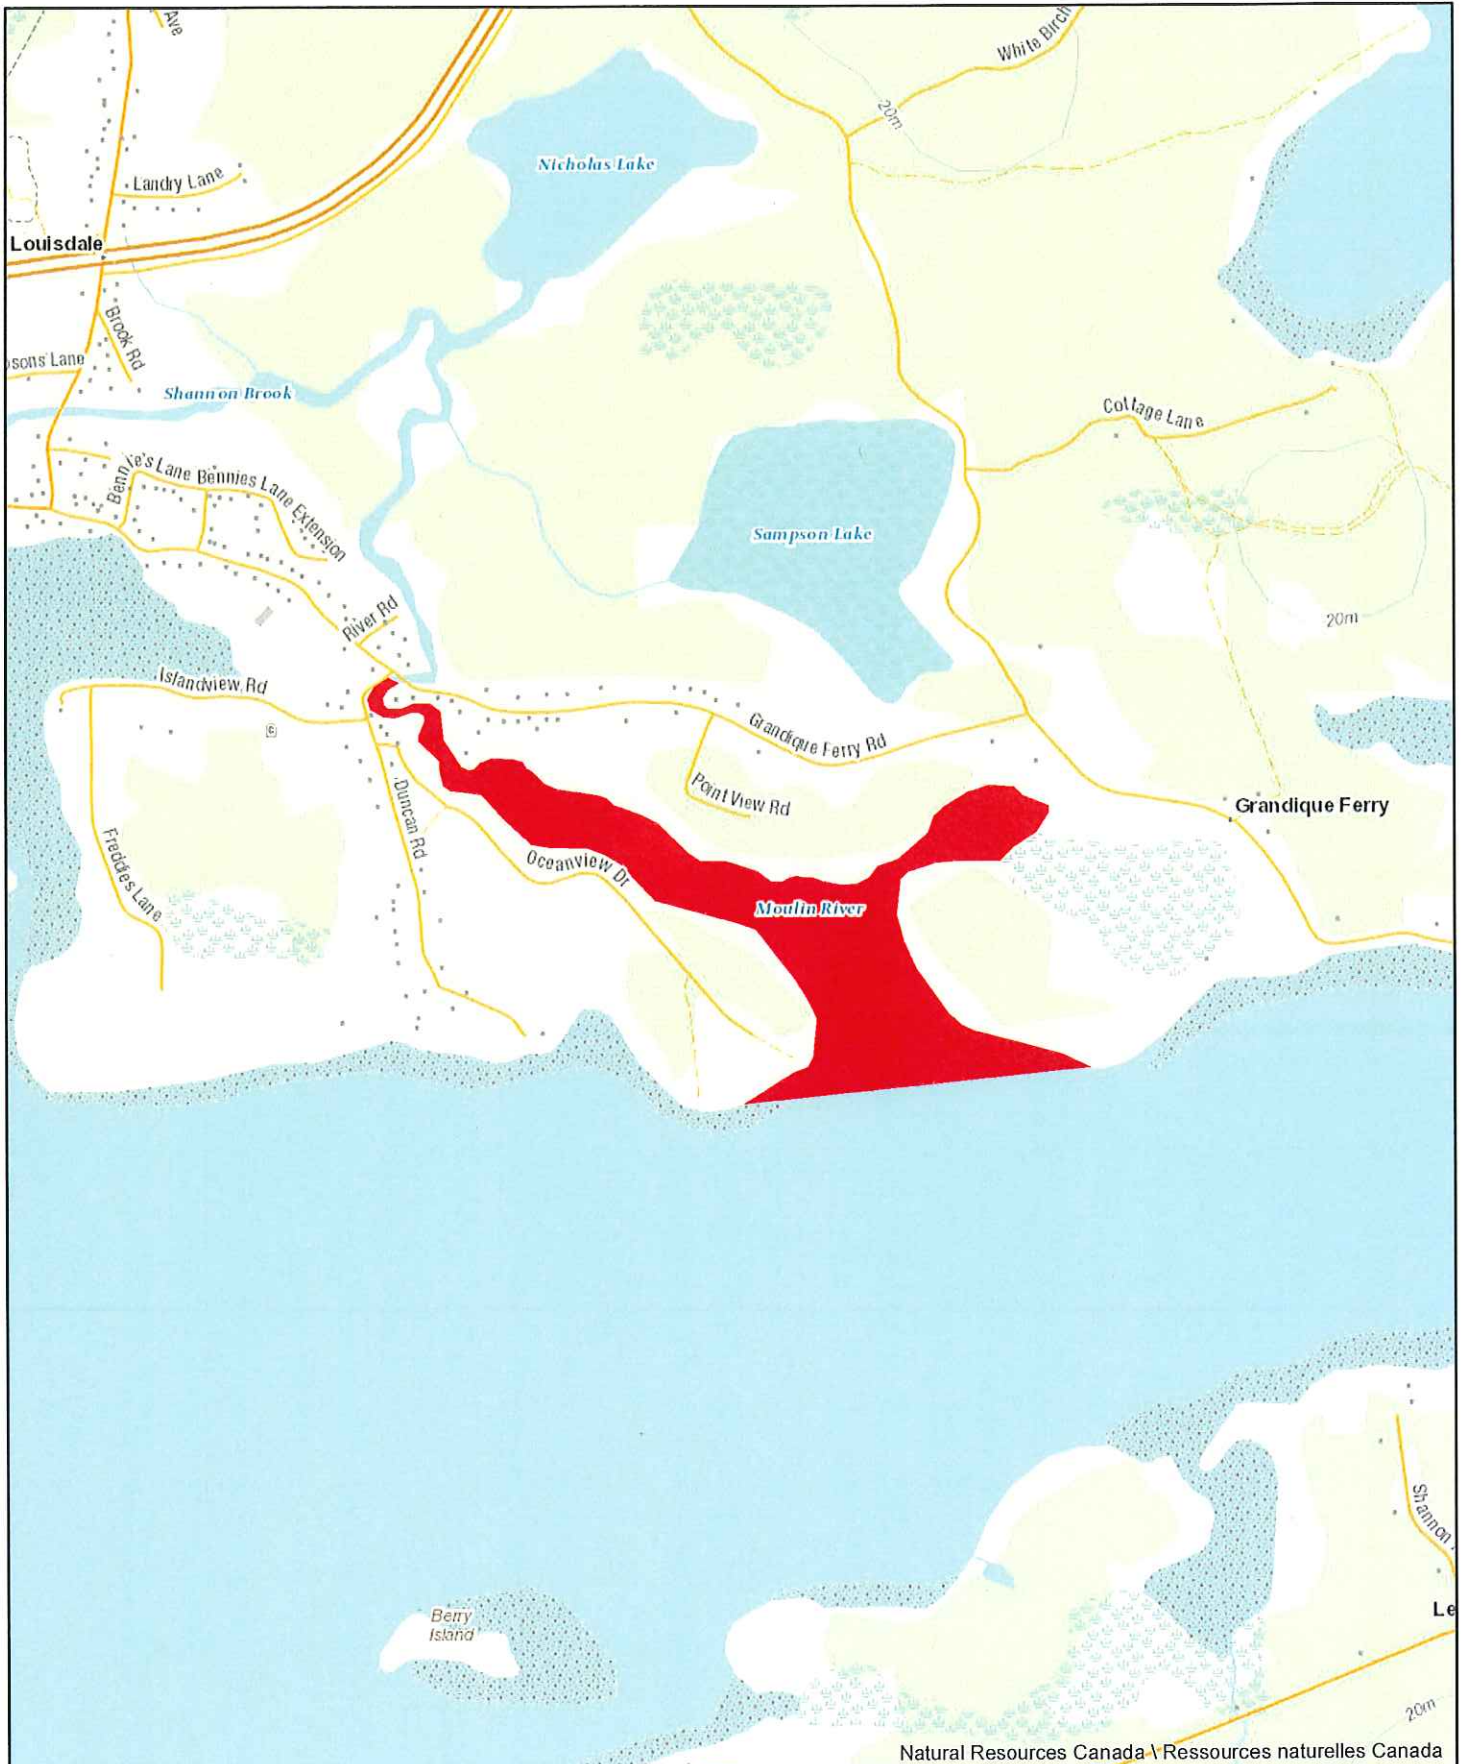 Ave
White Birch
20m
Nicholas Lake
Landry Lane
Louisdale
Brook Rd
sons Lane
Shannon Brook
Cottage Lane
Bennie's Lane
Bennies Lane Extension
Sampson Lake
20m
River Rd
Islandview Rd
C
Grandique Ferry Rd
Point View Rd
Grandique Ferry
Duncan Rd
Freddies Lane
Oceanview Dr
Moulin River
Shannon
Berry
Island
Le
20m
Natural Resources Canada \ Ressources naturelles Canada